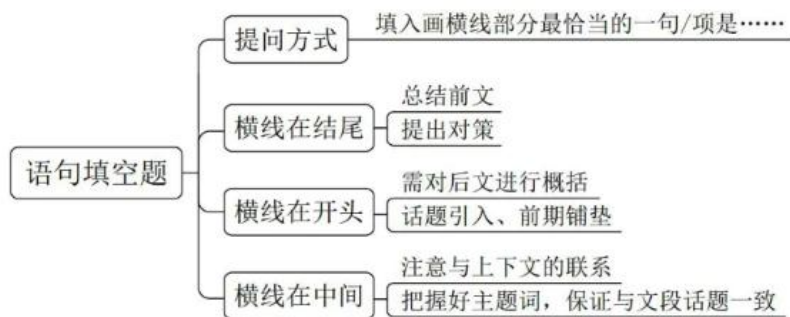 语句填空题
提问方式
填入画横线部分最恰当的一句/项是……
横线在结尾
总结前文
提出对策
横线在开头
需对后文进行概括
话题引入、前期铺垫
横线在中间
注意与上下文的联系
把握好主题词，保证与文段话题一致